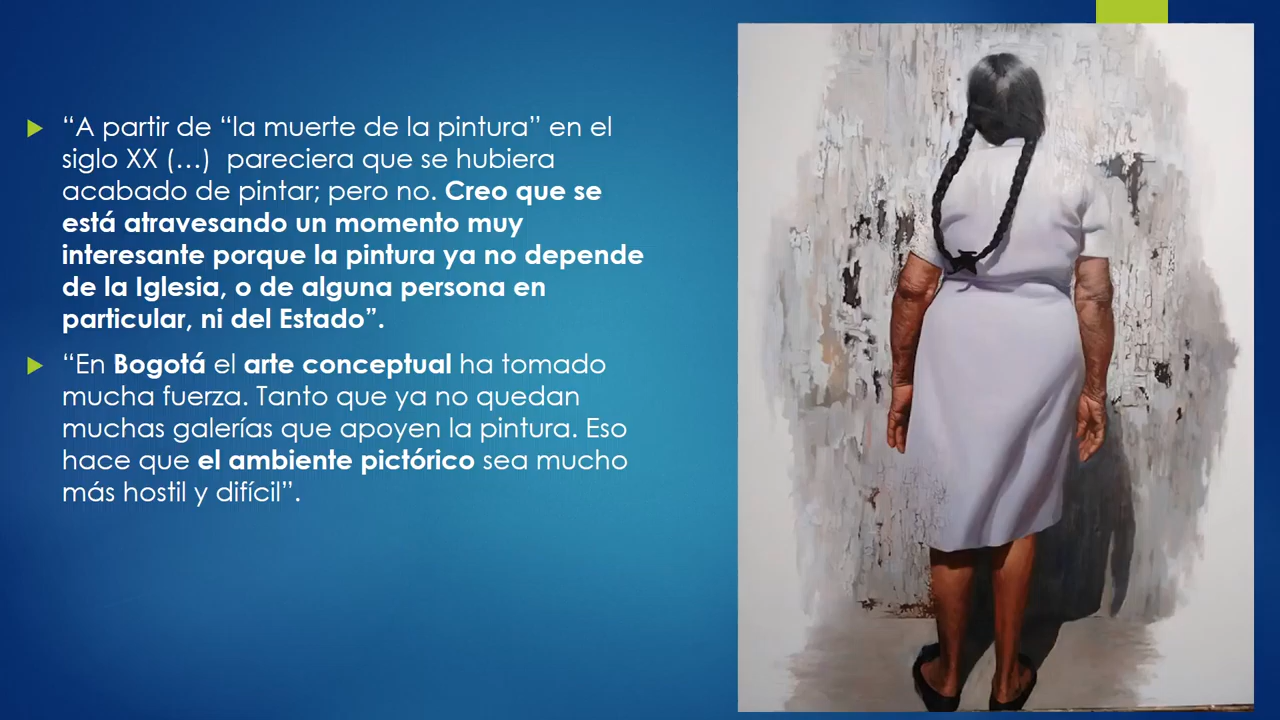 “A partir de “la muerte de la pintura” en el
siglo XX (…) pareciera que se hubiera
acabado de pintar; pero no. Creo que se
está atravesando un momento muy
interesante porque la pintura ya no depende
de la Iglesia, o de alguna persona en
particular, ni del Estado”.
“En Bogotá el arte conceptual ha tomado
mucha fuerza. Tanto que ya no quedan
muchas galerías que apoyen la pintura. Eso
hace que el ambiente pictórico sea mucho
más hostil y difícil”.